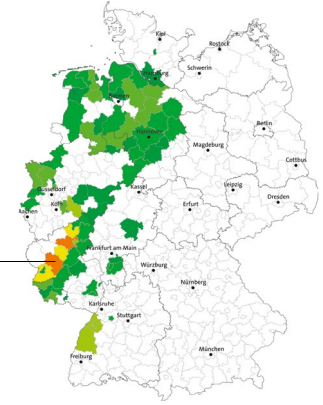 Kiel
Rostock
Hamburg
Schwerin
Bremen
Berlin
Hannover
Magdeburg
Cottbus
Düsseldorf
Kassel
Leipzig
Dresden
Köln
Aachen
Erfurt
Frankfurt am Main
Würzburg
Nürnberg
Karlsruhe
Stuttgart
München
Freiburg